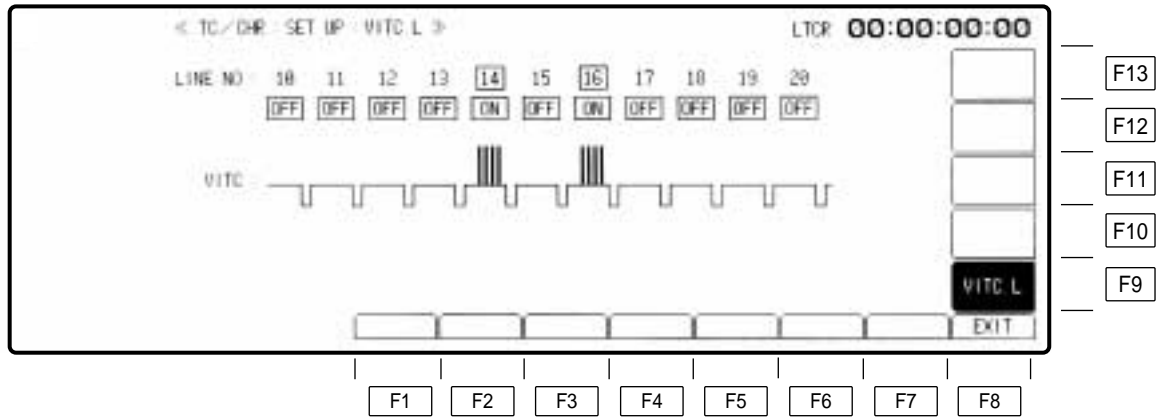 ≪ TC/CHR : SET UP : VITC.L ≫ LTCR 00:00:00:00
LINE NO : 10 11 12 13 14 15 16 17 18 19 20
OFF OFF OFF OFF ON OFF ON OFF OFF OFF OFF
VITC
VITC.L
EXIT
F13
F12
F11
F10
F9
F1 F2 F3 F4 F5 F6 F7 F8